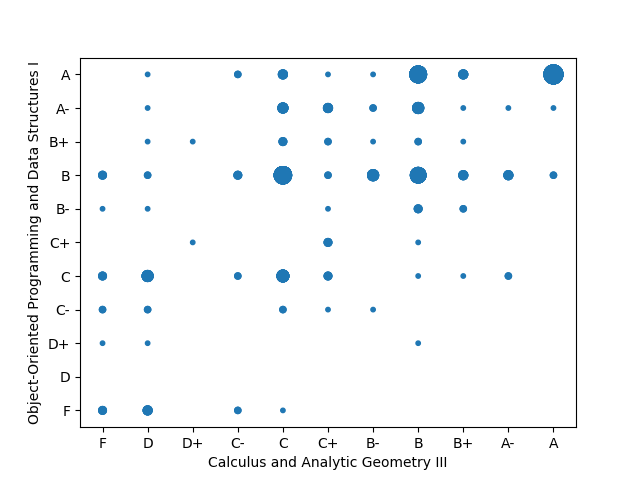 Object-Oriented Programming and Data Structures I
A
A-
B+
B
B-
C+
C
C-
D+
D
F
F D D+ C- C C+ B- B B+ A- A
Calculus and Analytic Geometry III